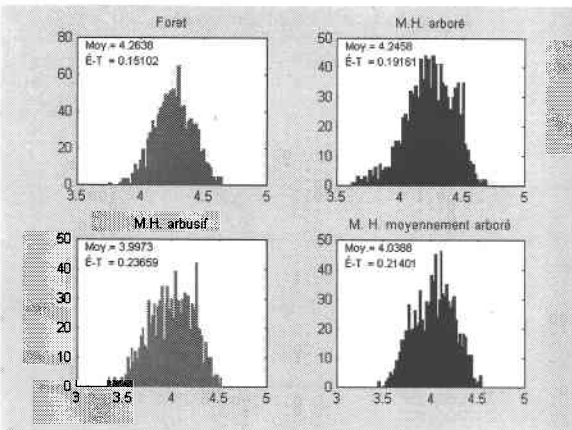 Foret
M.H. arboré
80
60
40
20
0
Moy.= 4.2638
É-T = 0.15102
3.5 4 4.5 5
50
40
30
20
10
0
Moy.= 4.2458
É-T = 0.19161
3.5 4 4.5 5
M.H. arbusif
M. H. moyennement arboré
50
40
30
20
10
0
Moy.= 3.9973
É-T = 0.23659
3 3.5 4 4.5 5
50
40
30
20
10
0
Moy.= 4.0388
É-T = 0.21401
3 3.5 4 4.5 5